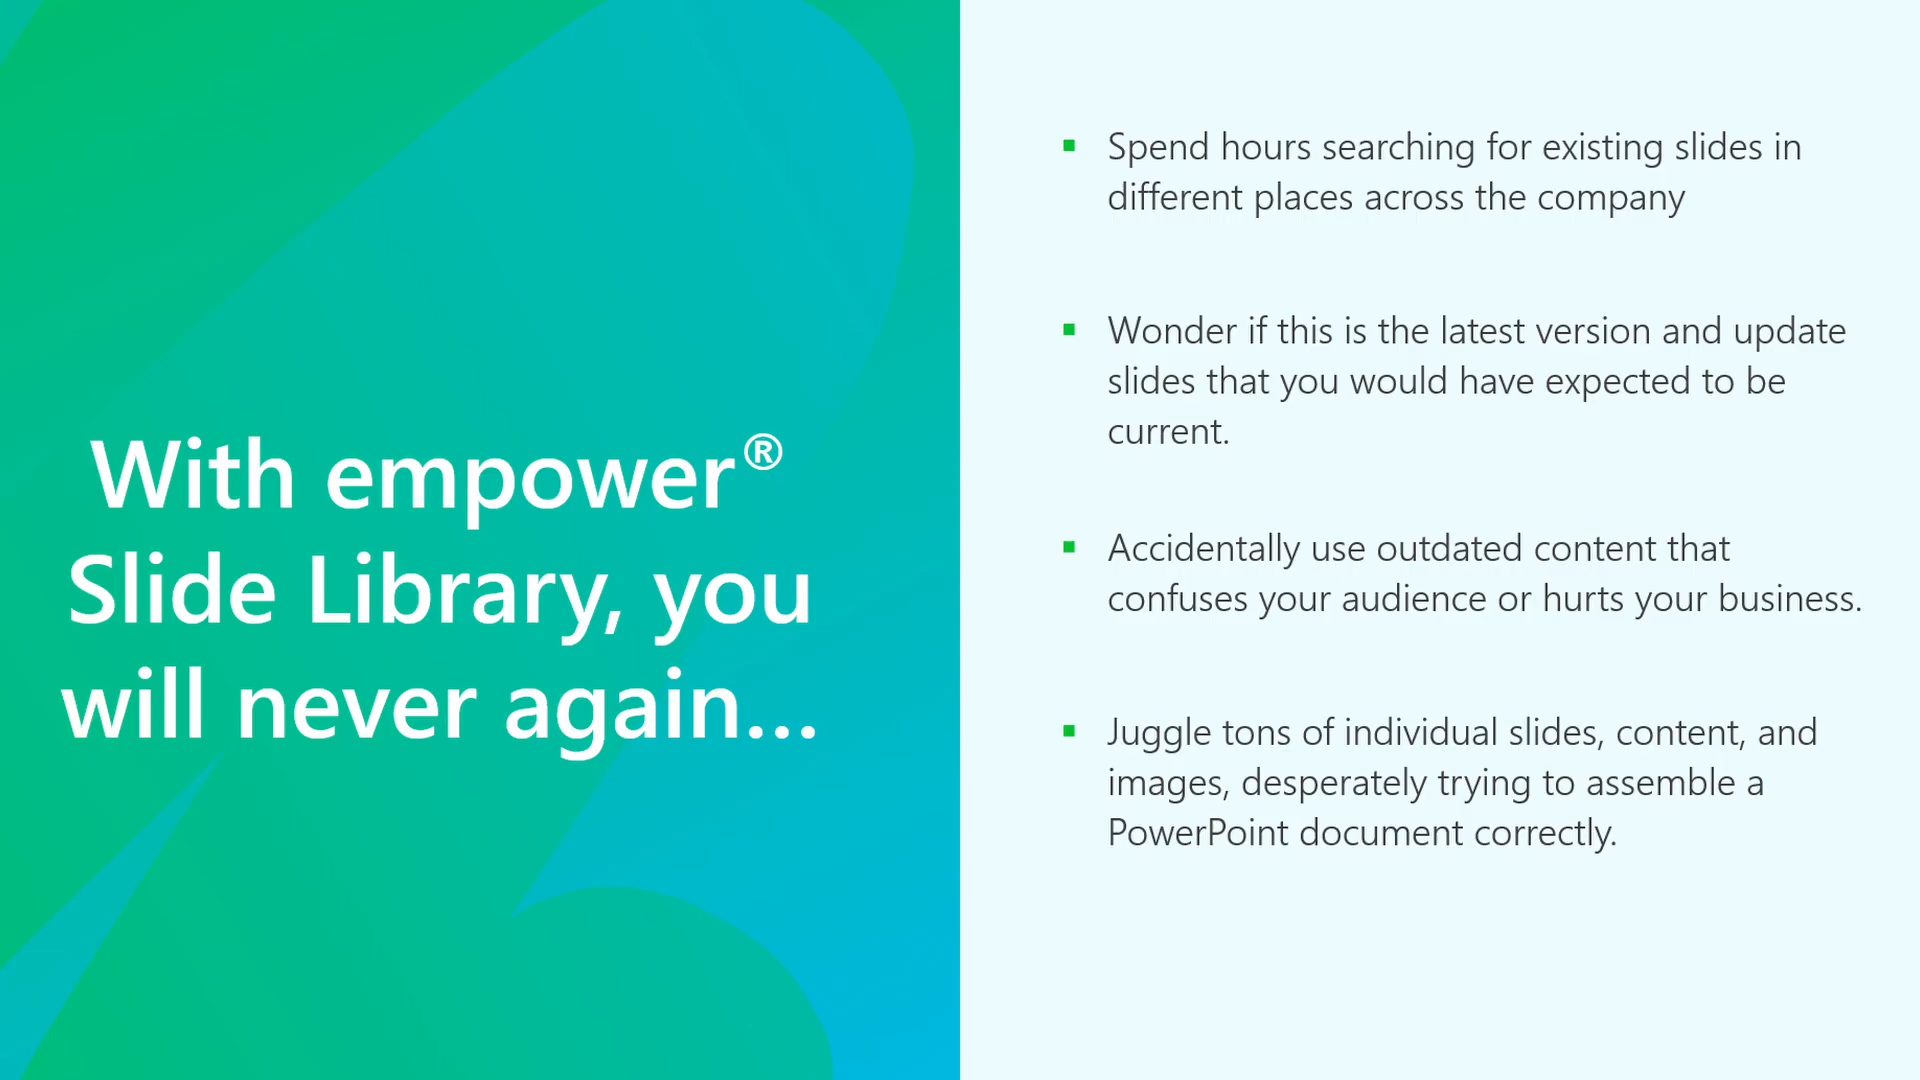 With empower®
Slide Library, you
will never again...
Spend hours searching for existing slides in
different places across the company
Wonder if this is the latest version and update
slides that you would have expected to be
current.
Accidentally use outdated content that
confuses your audience or hurts your business.
Juggle tons of individual slides, content, and
images, desperately trying to assemble a
PowerPoint document correctly.